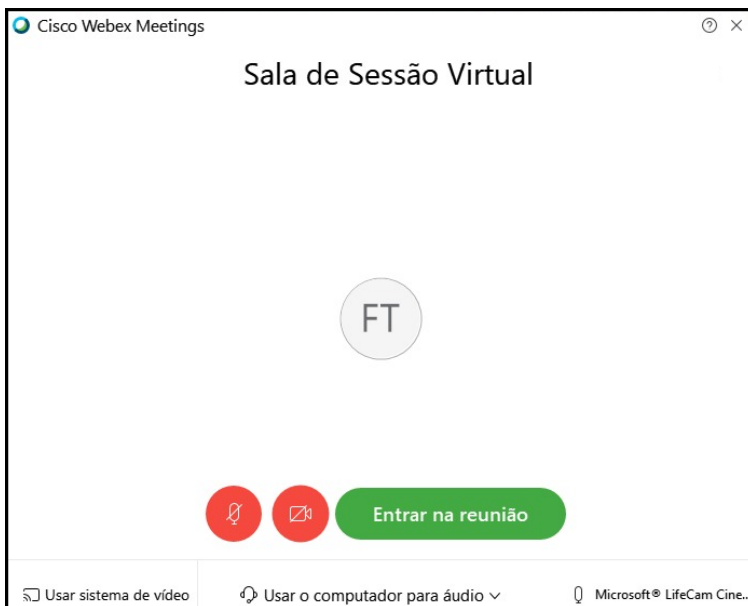 Cisco Webex Meetings
Sala de Sessão Virtual
FT
Entrar na reunião
Usar sistema de vídeo
Usar o computador para áudio
Microsoft® LifeCam Cine..